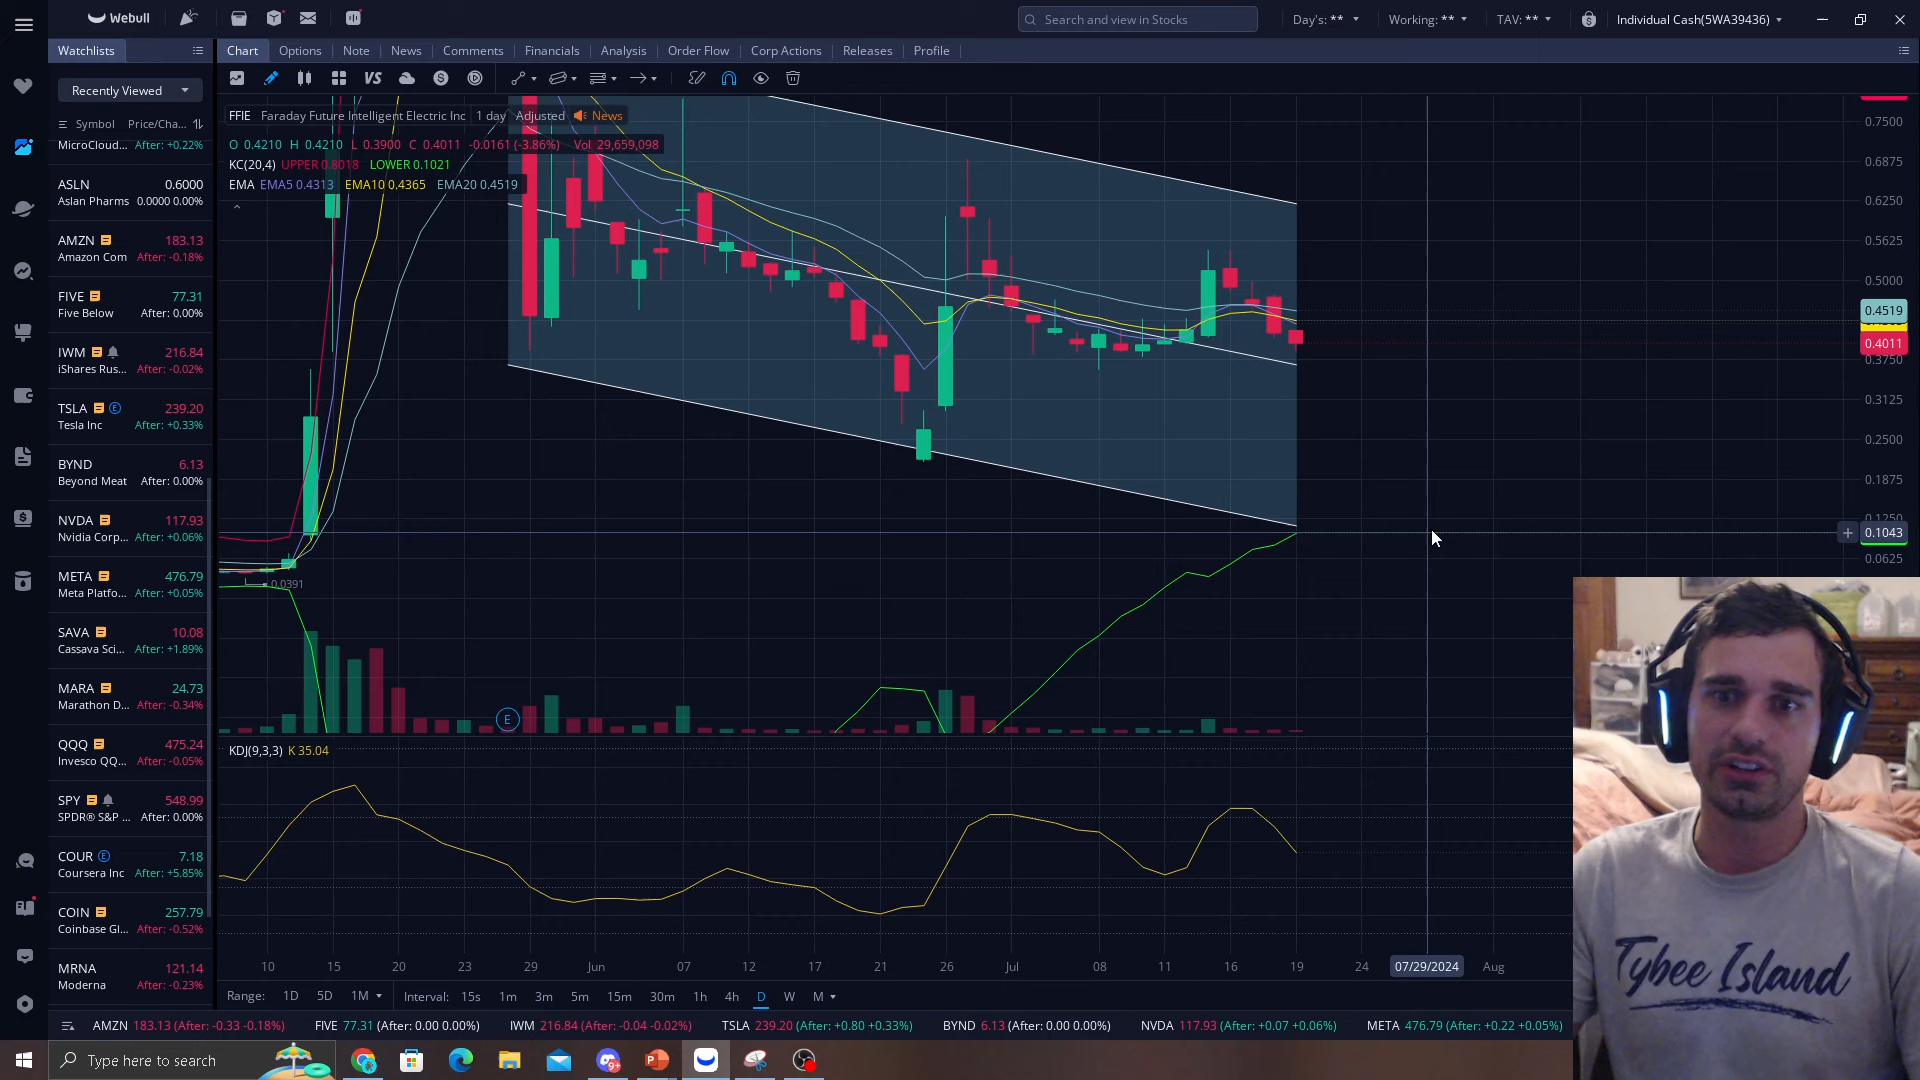 Webull
Search and view in Stocks
Day's: **
Working: **
TAV: **
Individual Cash(5WA39436)
Watchlists
Chart
Options
Note
News
Comments
Financials
Analysis
Order Flow
Corp Actions
Releases
Profile
Recently Viewed
VS
Symbol Price/Cha...
MicroCloud... After: +0.22%
ASLN 0.6000
Aslan Pharms 0.0000 0.00%
AMZN 183.13
Amazon Com After: -0.18%
FIVE 77.31
Five Below After: 0.00%
IWM 216.84
iShares Rus... After: -0.02%
TSLA E 239.20
Tesla Inc After: +0.33%
BYND 6.13
Beyond Meat After: 0.00%
NVDA 117.93
Nvidia Corp... After: +0.06%
META 476.79
Meta Platfo... After: +0.05%
SAVA 10.08
Cassava Sci... After: +1.89%
MARA 24.73
Marathon D... After: -0.34%
QQQ 475.24
Invesco QQ... After: -0.05%
SPY 548.99
SPDR® S&P ... After: 0.00%
COUR E 7.18
Coursera Inc After: +5.85%
COIN 257.79
Coinbase Gl... After: -0.52%
MRNA 121.14
Moderna After: -0.23%
FFIE Faraday Future Intelligent Electric Inc 1 day Adjusted News
O 0.4210 H 0.4210 L 0.3900 C 0.4011 -0.0161 (-3.86%) Vol 29,659,098
KC(20,4) UPPER 0.8018 LOWER 0.1021
EMA EMA5 0.4313 EMA10 0.4365 EMA20 0.4519
0.7500
0.6875
0.6250
0.5625
0.5000
0.4519
0.4011
0.3750
0.3125
0.2500
0.1875
0.1250
0.1043
0.0625
0.0391
E
KDJ(9,3,3) K 35.04
10 15 20 23 29 Jun 07 12 17 21 26 Jul 08 11 16 19 24 07/29/2024 Aug
Range: 1D 5D 1M Interval: 15s 1m 3m 5m 15m 30m 1h 4h D W M
AMZN 183.13 (After: -0.33 -0.18%) FIVE 77.31 (After: 0.00 0.00%) IWM 216.84 (After: -0.04 -0.02%) TSLA 239.20 (After: +0.80 +0.33%) BYND 6.13 (After: 0.00 0.00%) NVDA 117.93 (After: +0.07 +0.06%) META 476.79 (After: +0.22 +0.05%)
Type here to search
9+
Tybee Island